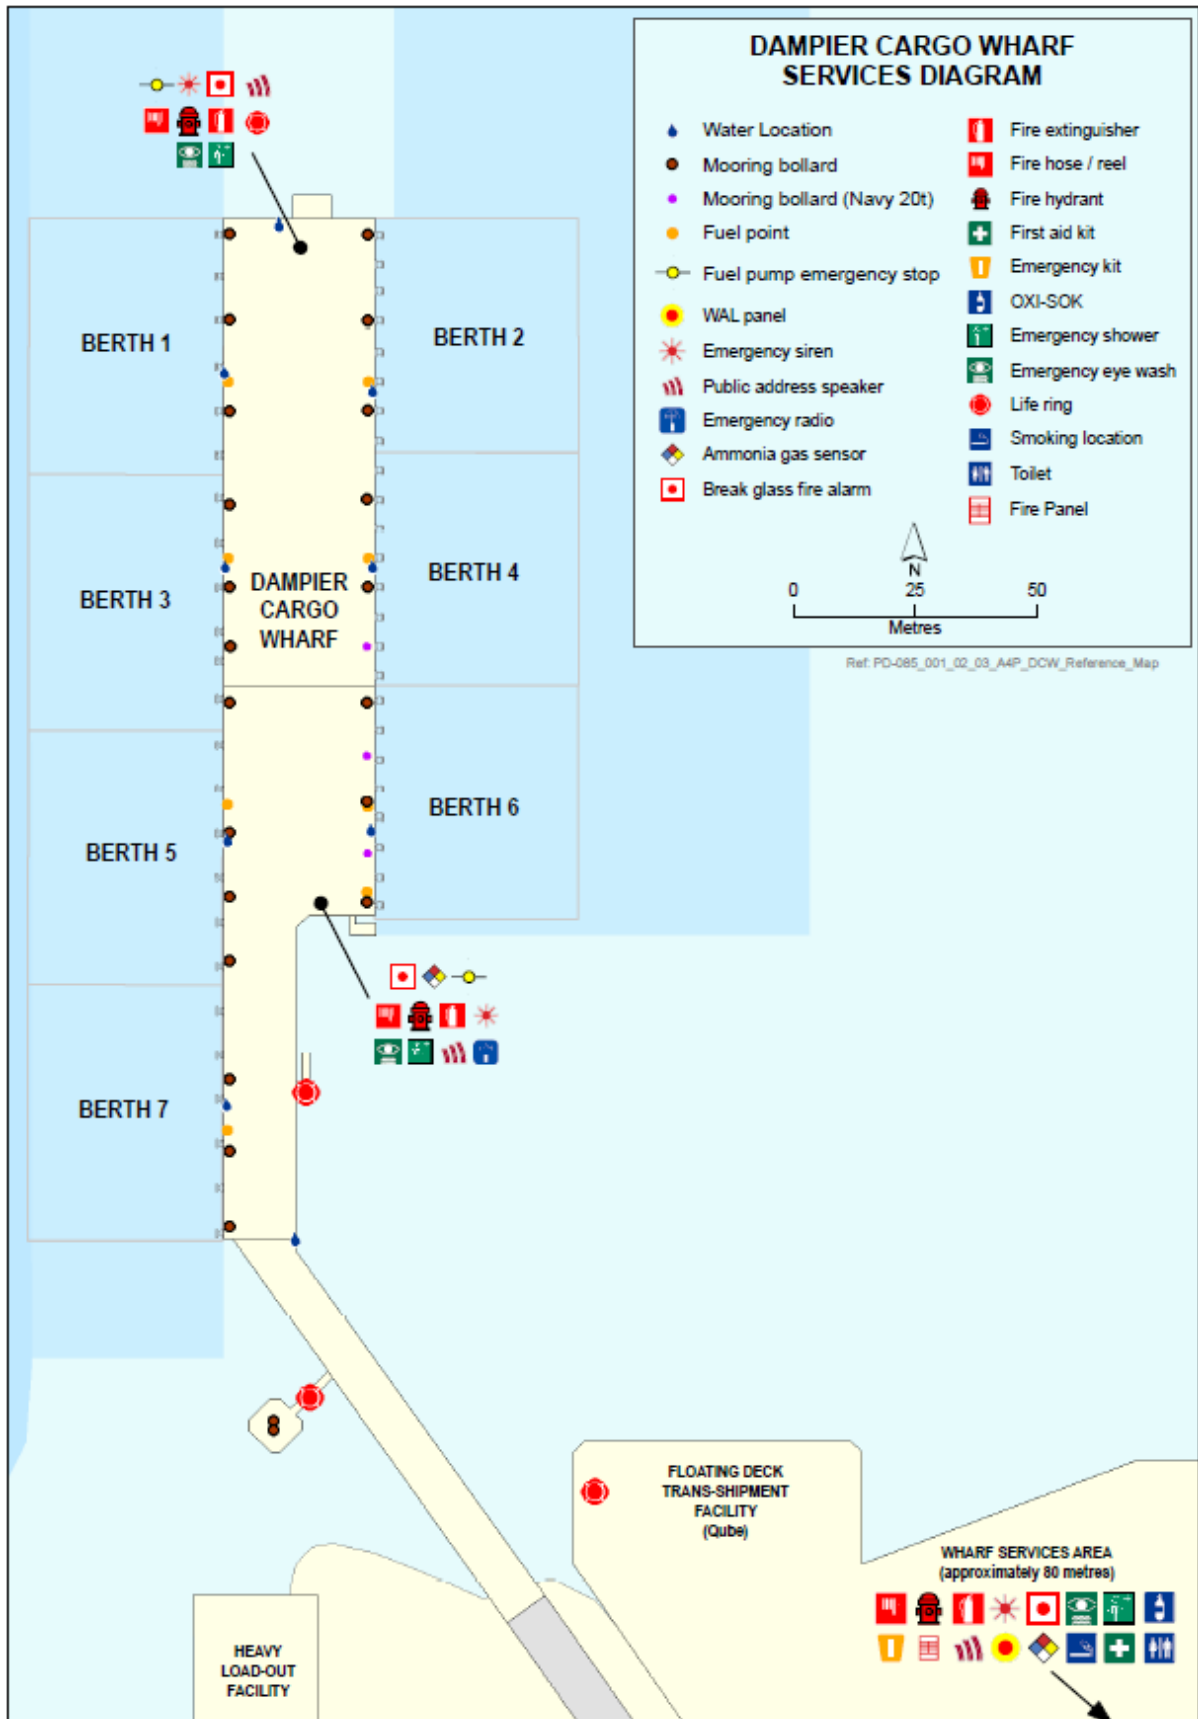 DAMPIER CARGO WHARF
SERVICES DIAGRAM
Water Location
Mooring bollard
Mooring bollard (Navy 20t)
Fuel point
Fuel pump emergency stop
WAL panel
Emergency siren
Public address speaker
Emergency radio
Ammonia gas sensor
Break glass fire alarm
Fire extinguisher
Fire hose / reel
Fire hydrant
First aid kit
Emergency kit
OXI-SOK
Emergency shower
Emergency eye wash
Life ring
Smoking location
Toilet
Fire Panel
N
0 25 50
Metres
Ref: PD-085_001_02_03_A4P_DCW_Reference_Map
BERTH 1
BERTH 2
BERTH 3
DAMPIER
CARGO
WHARF
BERTH 4
BERTH 5
BERTH 6
BERTH 7
FLOATING DECK
TRANS-SHIPMENT
FACILITY
(Qube)
WHARF SERVICES AREA
(approximately 80 metres)
HEAVY
LOAD-OUT
FACILITY